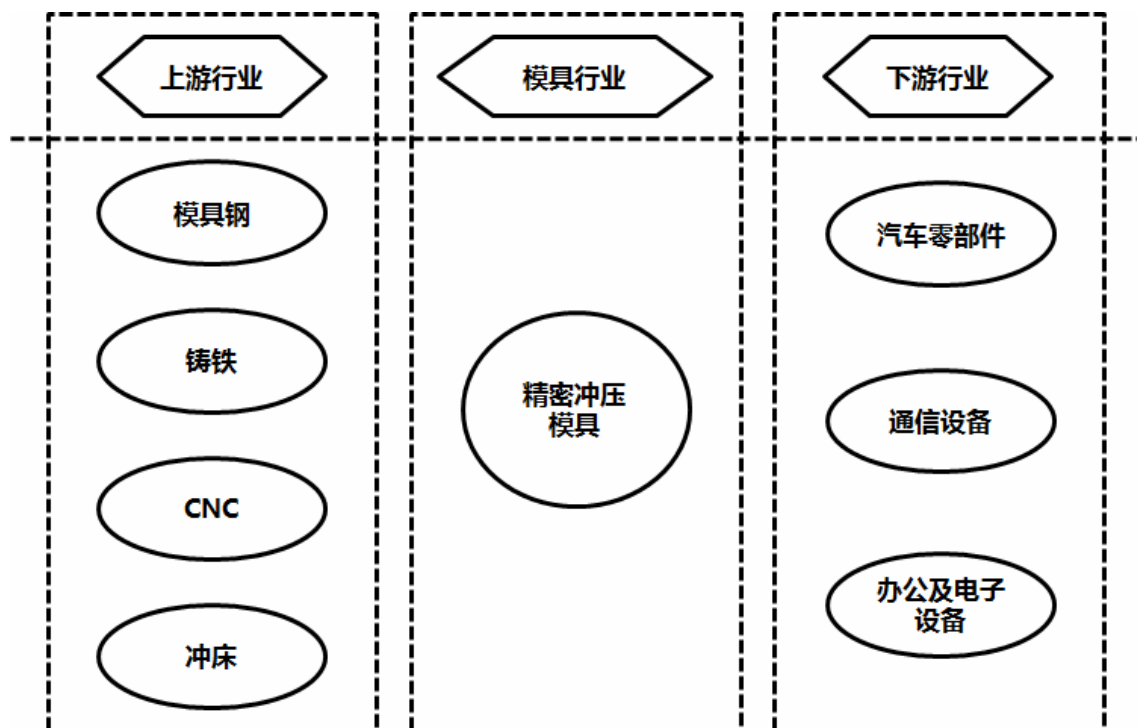 上游行业
模具行业
下游行业
模具钢
铸铁
CNC
冲床
精密冲压
模具
汽车零部件
通信设备
办公及电子
设备